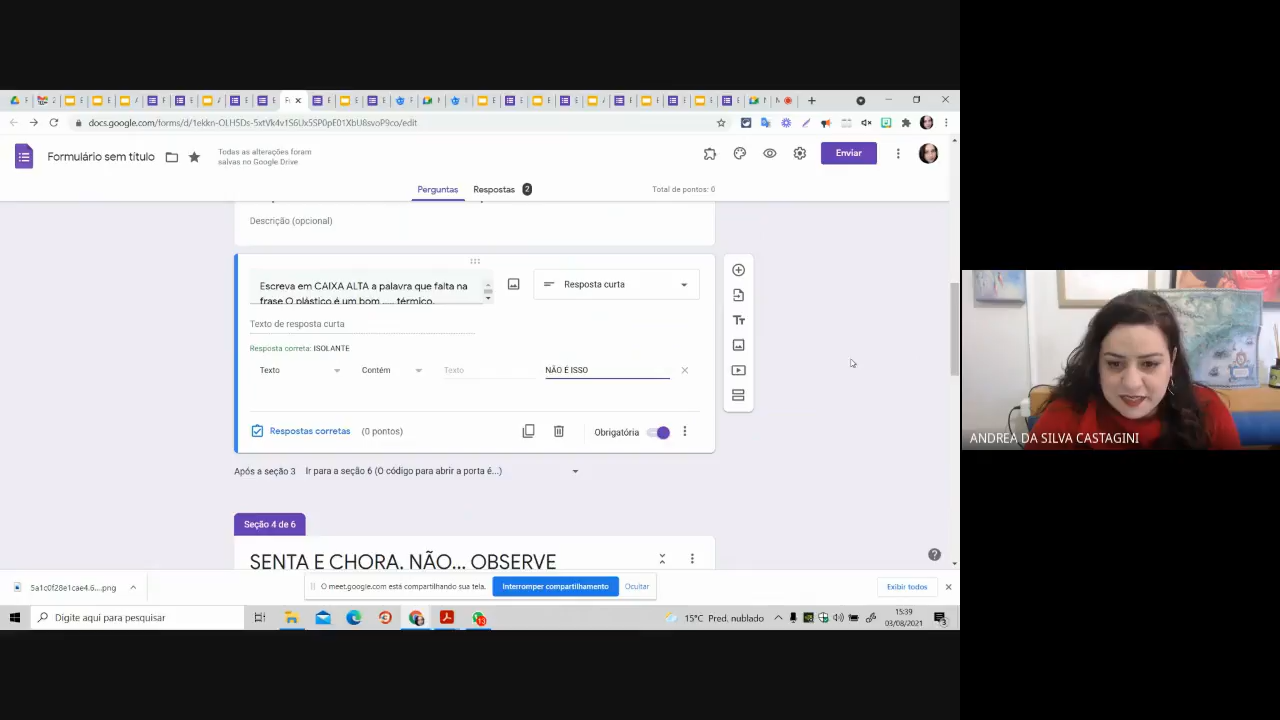 docs.google.com/forms/d/1ekkn-OLH5Ds-5xtVk4v1S6Ux5SP0pE01XbU8svoP9co/edit
Formulário sem título
Todas as alterações foram
salvas no Google Drive
Enviar
Perguntas
Respostas 2
Total de pontos: 0
Descrição (opcional)
Escreva em CAIXA ALTA a palavra que falta na
frase O plástico é um bom ___ térmico.
Resposta curta
Texto de resposta curta
Resposta correta: ISOLANTE
Texto
Contém
Texto
NÃO É ISSO
Respostas corretas
(0 pontos)
Obrigatória
Após a seção 3
Ir para a seção 6 (O código para abrir a porta é...)
Seção 4 de 6
SENTA E CHORA. NÃO... OBSERVE
5a1c0f28e1cae4.6....png
O meet.google.com está compartilhando sua tela.
Interromper compartilhamento
Ocultar
Exibir todos
Digite aqui para pesquisar
15°C Pred. nublado
15:39
03/08/2021
ANDREA DA SILVA CASTAGINI